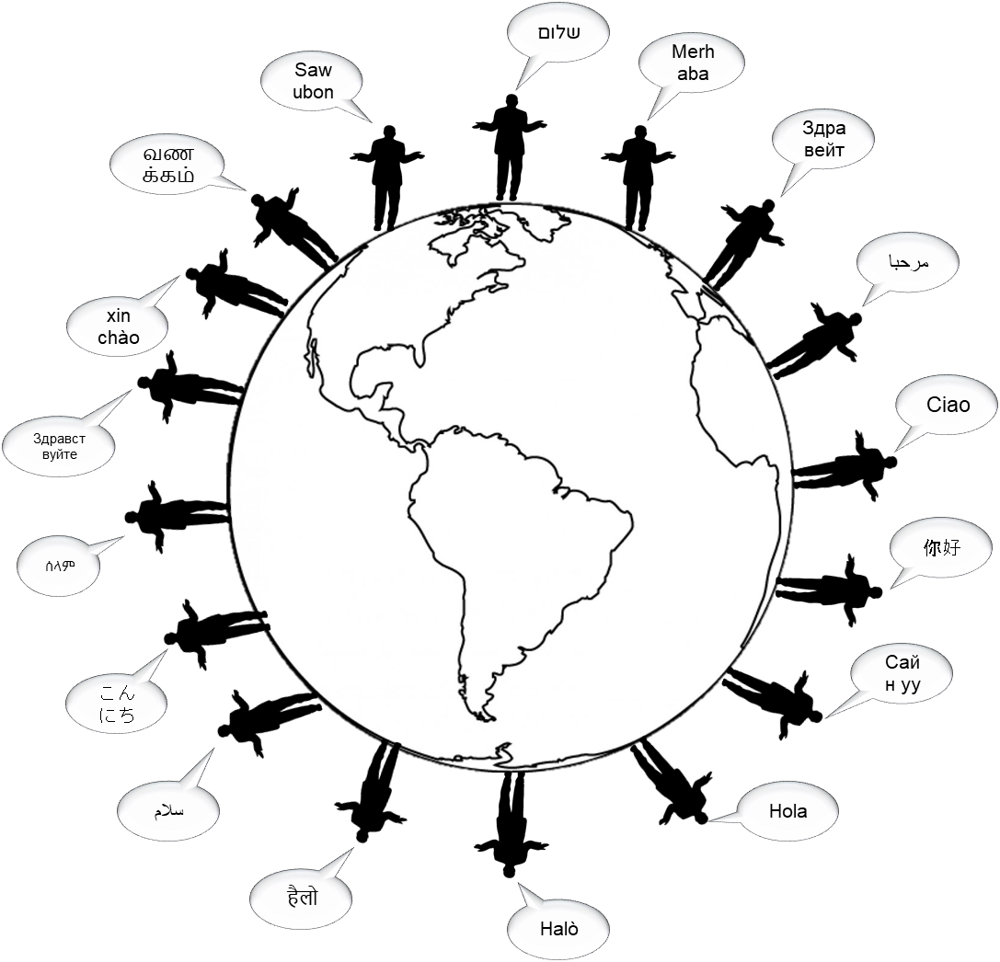 שלום
Merh
aba
Здра
вейт
مرحبا
Ciao
你好
Сай
н уу
Hola
Halò
हैलो
سلام
こん
にち
ሰላም
Здравст
вуйте
xin
chào
வண
க்கம்
Saw
ubon